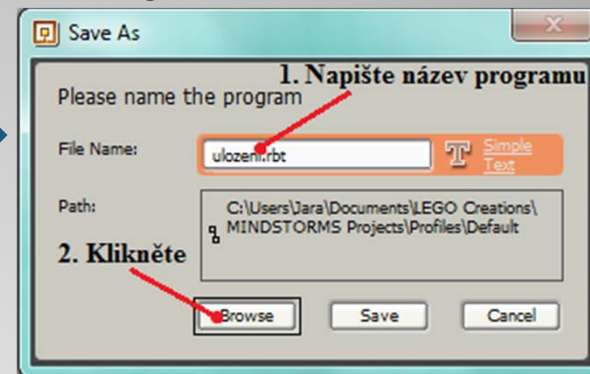 Save As
1. Napište název programu
Please name the program
File Name:
ulozeni.rbt
Simple
Text
Path:
C:\Users\Jara\Documents\LEGO Creations\
MINDSTORMS Projects\Profiles\Default
2. Klikněte
Browse
Save
Cancel